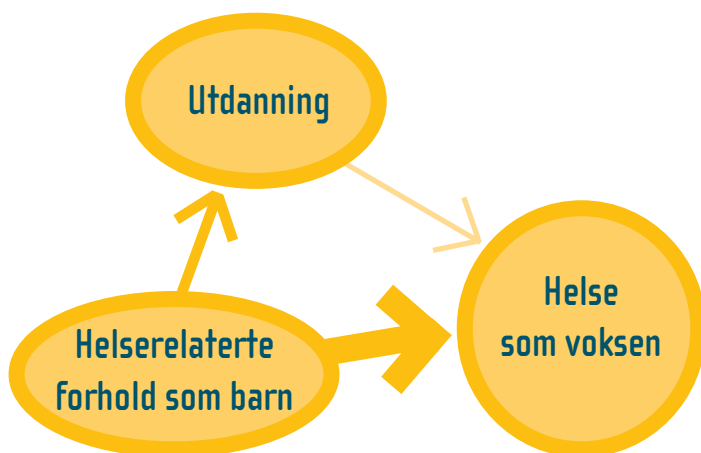 Utdanning
Helserelaterte
forhold som barn
Helse
som voksen